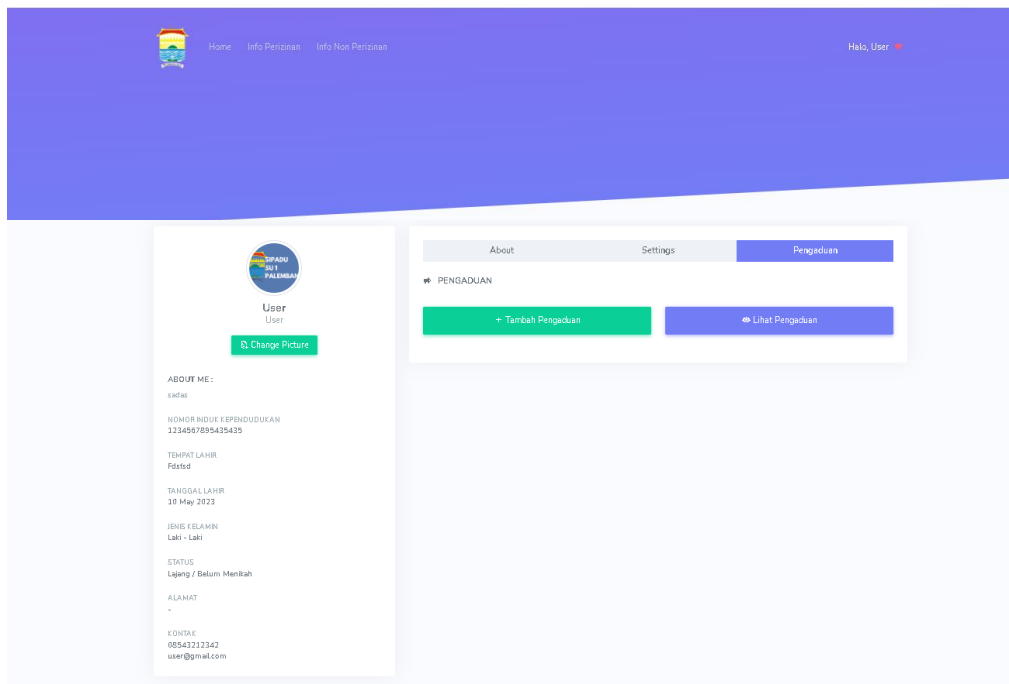 Home Info Perizinan Info Non Perizinan Halo, User
SIPADU
SU 1
PALEMBAN
User
User
Change Picture
ABOUT ME :
sadas
NOMOR INDUK KEPENDUDUKAN
1234567895435435
TEMPAT LAHIR
Fdsfsd
TANGGAL LAHIR
10 May 2023
JENIS KELAMIN
Laki - Laki
STATUS
Lajang / Belum Menikah
ALAMAT
-
KONTAK
08543212342
user@gmail.com
About Settings Pengaduan
PENGADUAN
+ Tambah Pengaduan Lihat Pengaduan